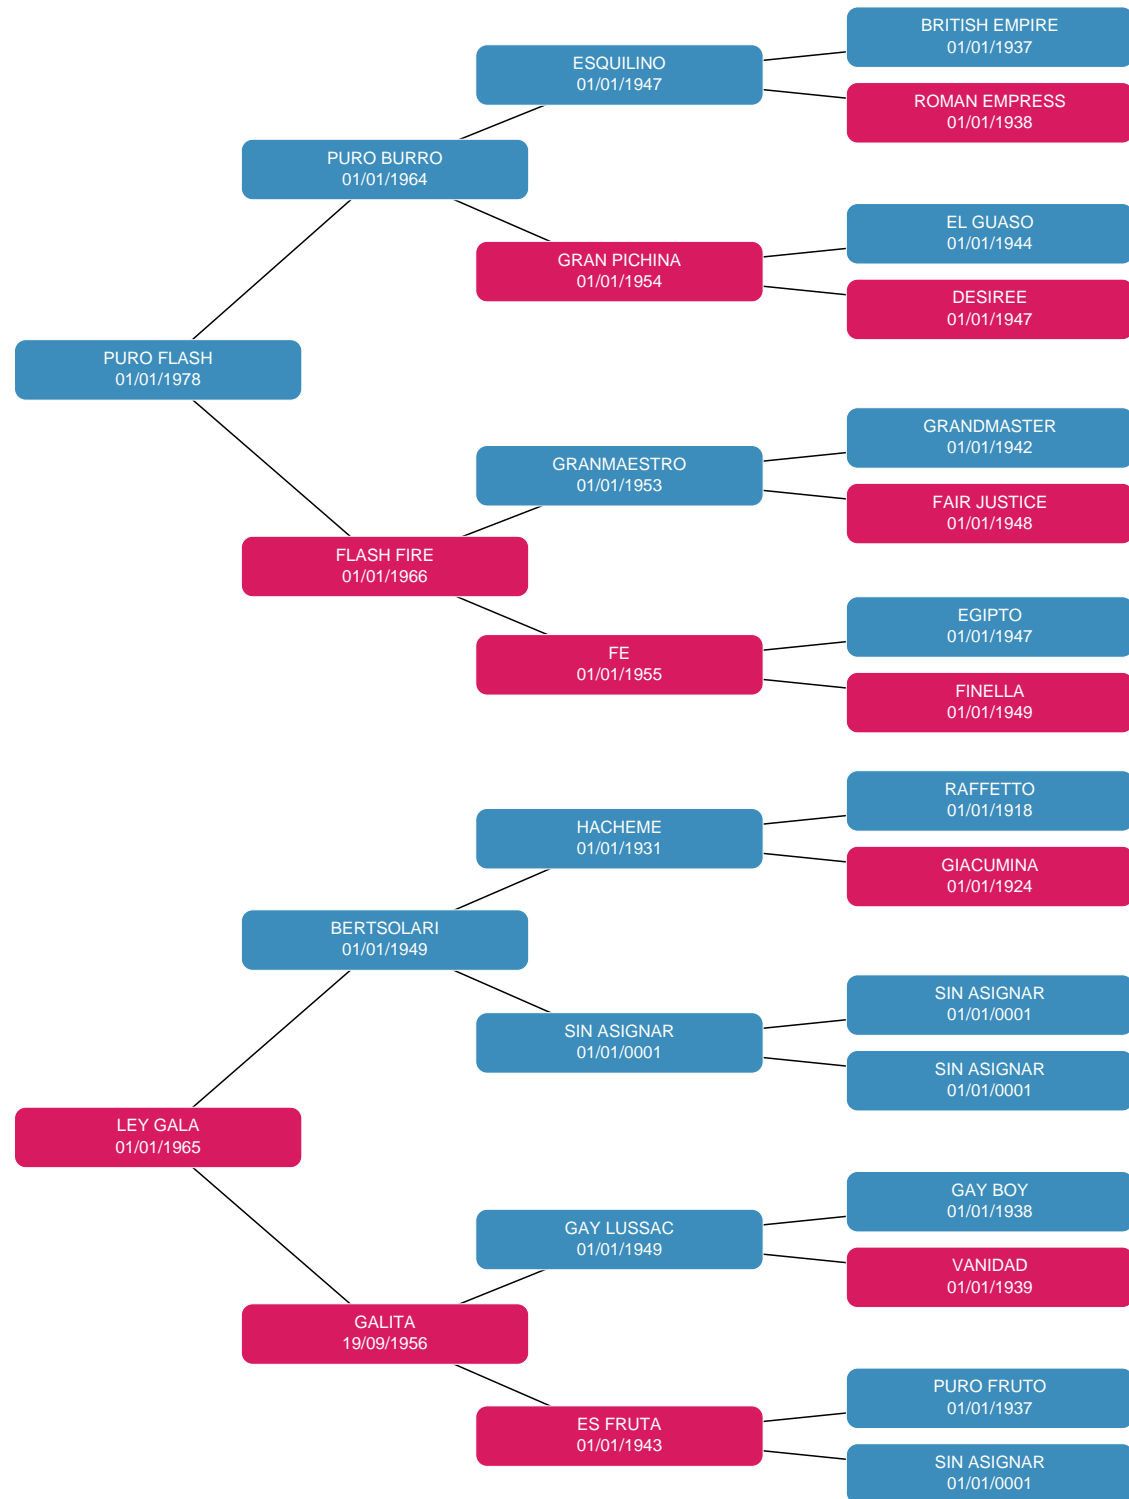 BRITISH EMPIRE
01/01/1937
ESQUILINO
01/01/1947
ROMAN EMPRESS
01/01/1938
PURO BURRO
01/01/1964
EL GUASO
01/01/1944
GRAN PICHINA
01/01/1954
DESIREE
01/01/1947
PURO FLASH
01/01/1978
GRANDMASTER
01/01/1942
GRANMAESTRO
01/01/1953
FAIR JUSTICE
01/01/1948
FLASH FIRE
01/01/1966
EGIPTO
01/01/1947
FE
01/01/1955
FINELLA
01/01/1949
RAFFETTO
01/01/1918
HACHEME
01/01/1931
GIACUMINA
01/01/1924
BERTSOLARI
01/01/1949
SIN ASIGNAR
01/01/0001
SIN ASIGNAR
01/01/0001
SIN ASIGNAR
01/01/0001
LEY GALA
01/01/1965
GAY BOY
01/01/1938
GAY LUSSAC
01/01/1949
VANIDAD
01/01/1939
GALITA
19/09/1956
PURO FRUTO
01/01/1937
ES FRUTA
01/01/1943
SIN ASIGNAR
01/01/0001